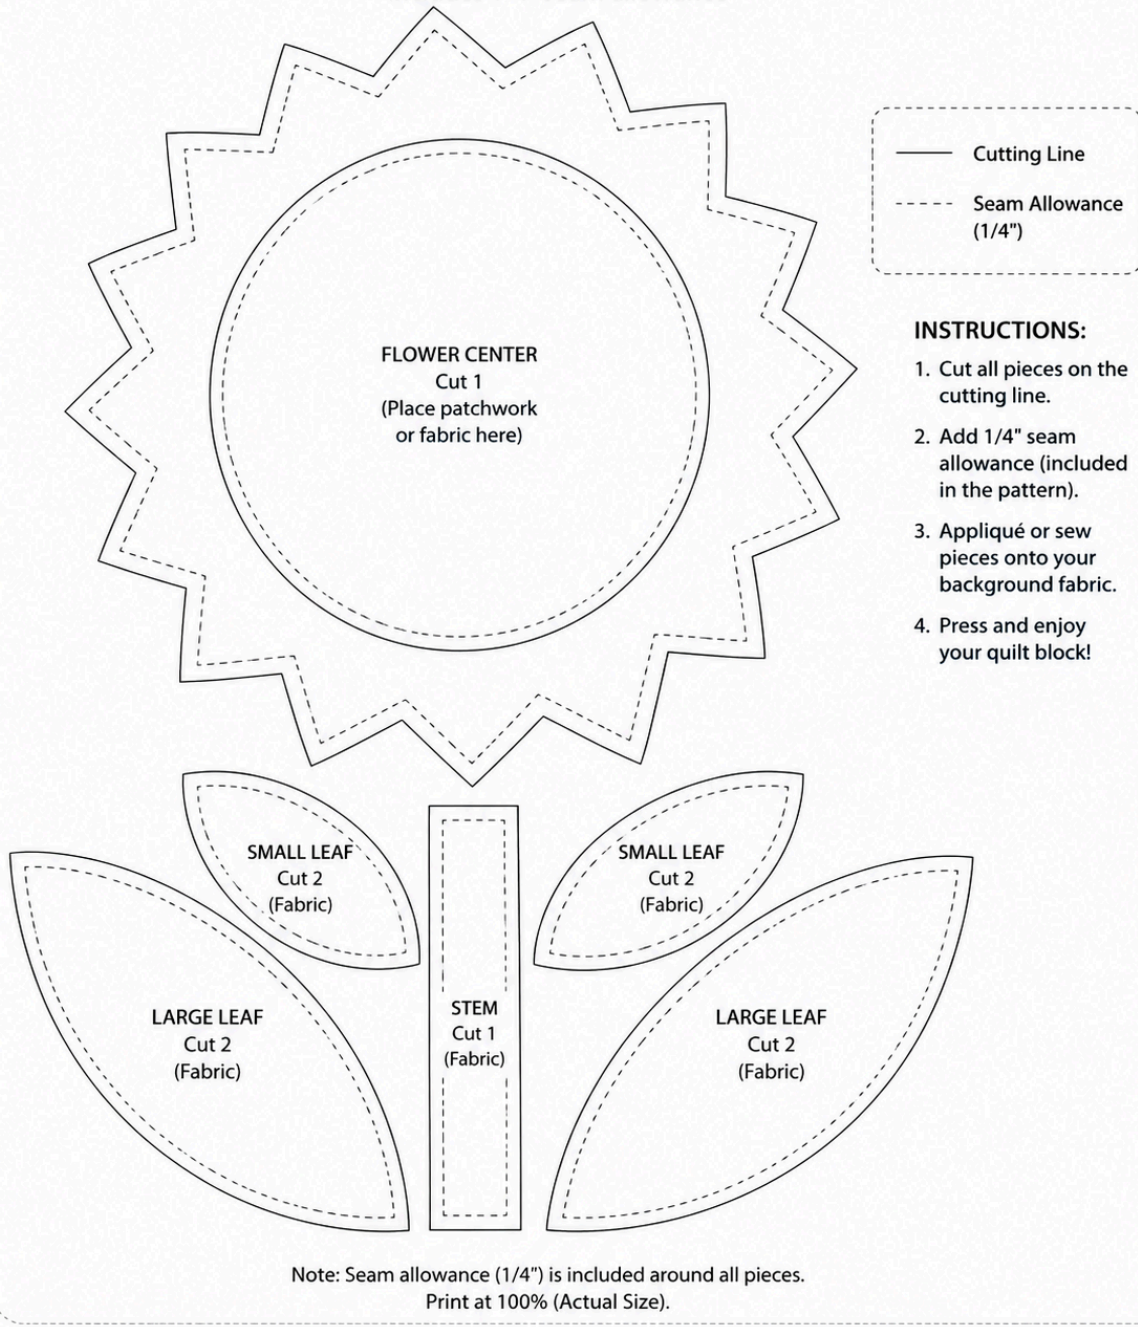 FLOWER CENTER
Cut 1
(Place patchwork
or fabric here)
Cutting Line
Seam Allowance
(1/4")
INSTRUCTIONS:
1. Cut all pieces on the
cutting line.
2. Add 1/4" seam
allowance (included
in the pattern).
3. Appliqué or sew
pieces onto your
background fabric.
4. Press and enjoy
your quilt block!
SMALL LEAF
Cut 2
(Fabric)
SMALL LEAF
Cut 2
(Fabric)
LARGE LEAF
Cut 2
(Fabric)
STEM
Cut 1
(Fabric)
LARGE LEAF
Cut 2
(Fabric)
Note: Seam allowance (1/4") is included around all pieces.
Print at 100% (Actual Size).